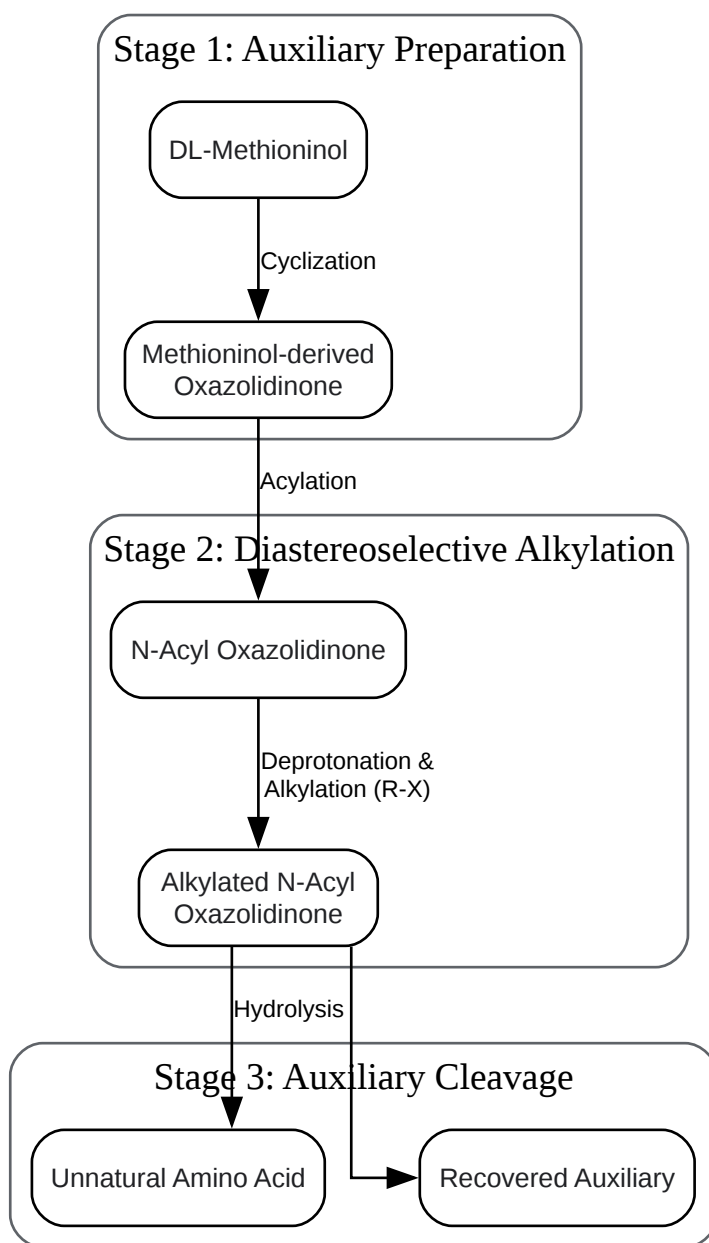 Stage 1: Auxiliary Preparation
DL-Methioninol
Cyclization
Methioninol-derived
Oxazolidinone
Acylation
Stage 2: Diastereoselective Alkylation
N-Acyl Oxazolidinone
Deprotonation &
Alkylation (R-X)
Alkylated N-Acyl
Oxazolidinone
Hydrolysis
Stage 3: Auxiliary Cleavage
Unnatural Amino Acid
Recovered Auxiliary